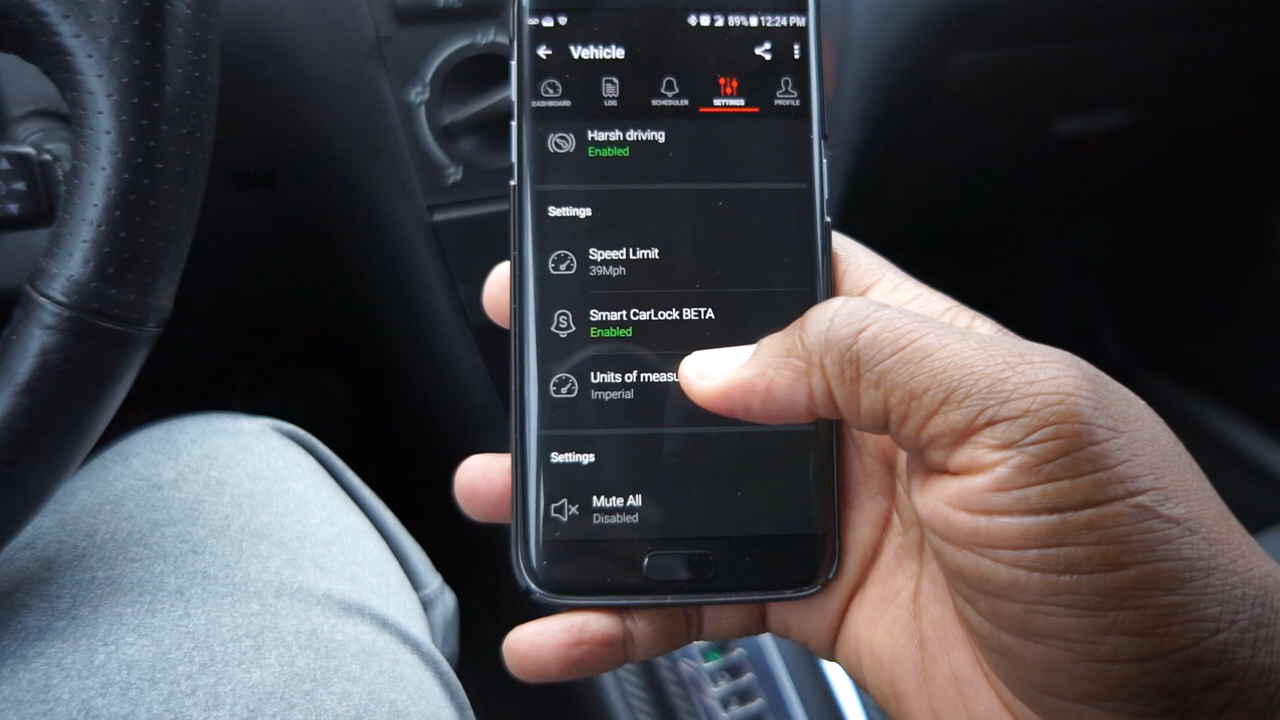 89% 12:24 PM
Vehicle
DASHBOARD LOG SCHEDULER SETTINGS PROFILE
Harsh driving
Enabled
Settings
Speed Limit
39Mph
Smart CarLock BETA
Enabled
Units of measu
Imperial
Settings
Mute All
Disabled